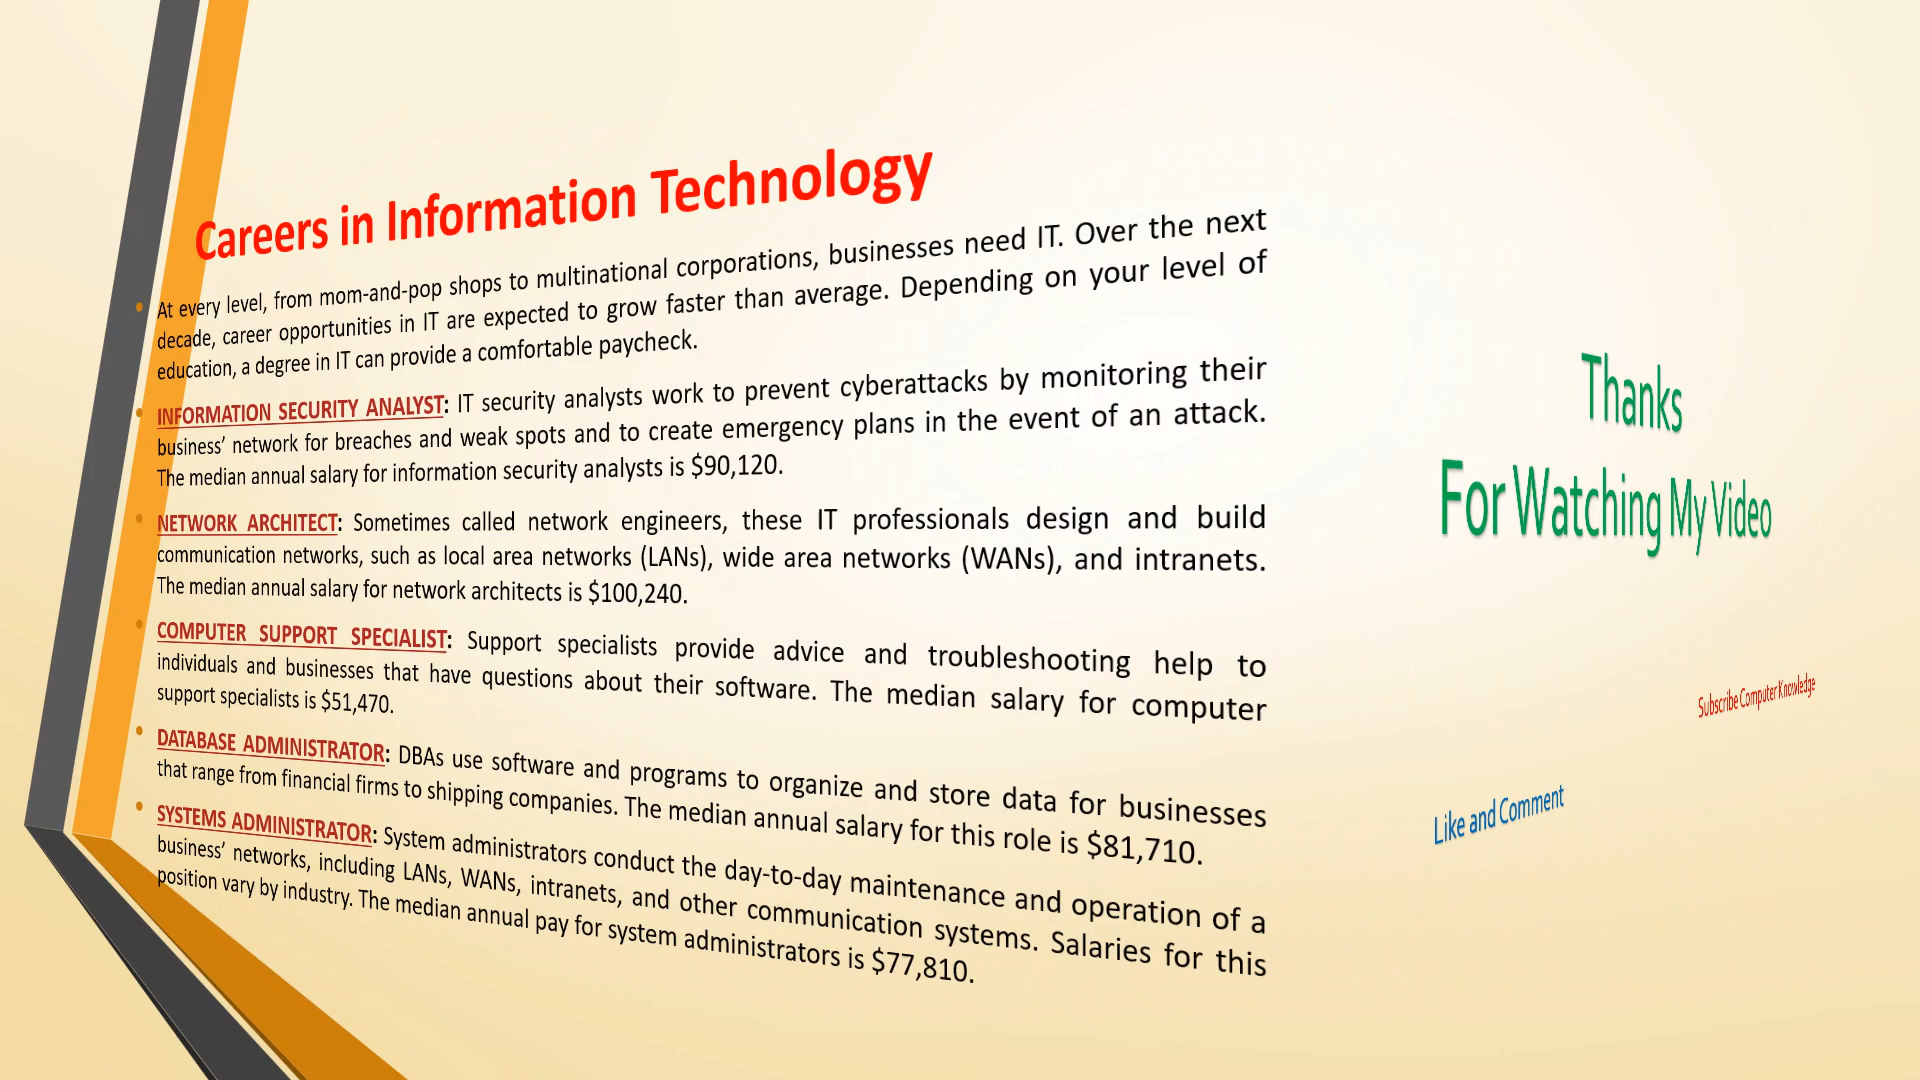 Careers in Information Technology
At every level, from mom-and-pop shops to multinational corporations, businesses need IT. Over the next
decade, career opportunities in IT are expected to grow faster than average. Depending on your level of
education, a degree in IT can provide a comfortable paycheck.
INFORMATION SECURITY ANALYST: IT security analysts work to prevent cyberattacks by monitoring their
business’ network for breaches and weak spots and to create emergency plans in the event of an attack.
The median annual salary for information security analysts is $90,120.
NETWORK ARCHITECT: Sometimes called network engineers, these IT professionals design and build
communication networks, such as local area networks (LANs), wide area networks (WANs), and intranets.
The median annual salary for network architects is $100,240.
COMPUTER SUPPORT SPECIALIST: Support specialists provide advice and troubleshooting help to
individuals and businesses that have questions about their software. The median salary for computer
support specialists is $51,470.
DATABASE ADMINISTRATOR: DBAs use software and programs to organize and store data for businesses
that range from financial firms to shipping companies. The median annual salary for this role is $81,710.
SYSTEMS ADMINISTRATOR: System administrators conduct the day-to-day maintenance and operation of a
business’ networks, including LANs, WANs, intranets, and other communication systems. Salaries for this
position vary by industry. The median annual pay for system administrators is $77,810.
Thanks
For Watching My Video
Subscribe Computer Knowledge
Like and Comment